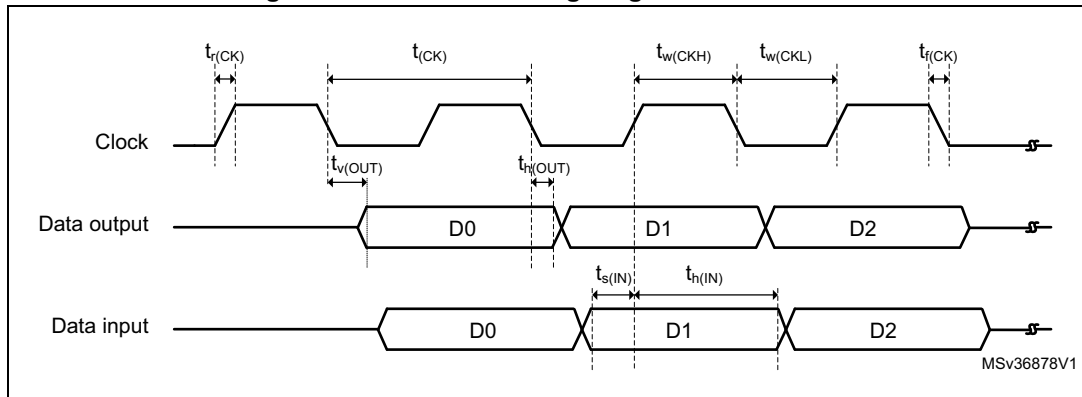 tr(CK)
t(CK)
tw(CKH)
tw(CKL)
tf(CK)
Clock
tv(OUT)
th(OUT)
Data output
D0
D1
D2
ts(IN)
th(IN)
Data input
D0
D1
D2
MSv36878V1